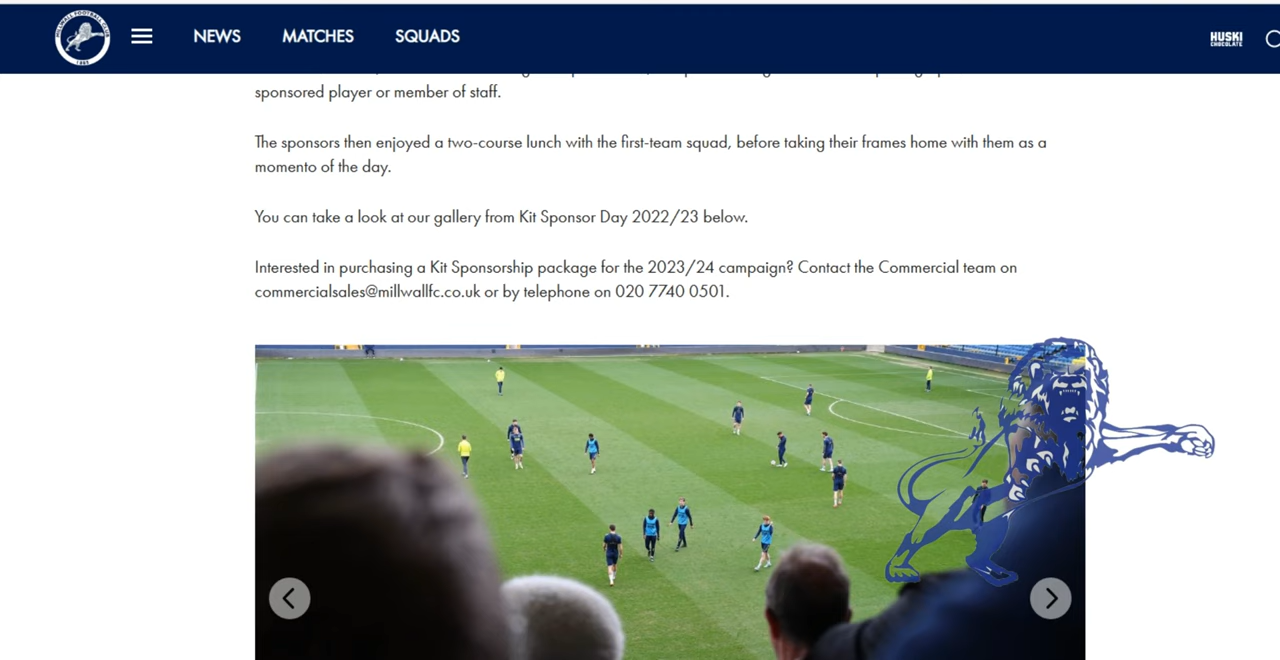 MILLWALL FOOTBALL CLUB
1885
NEWS
MATCHES
SQUADS
HUSKI
CHOCOLATE
sponsored player or member of staff.
The sponsors then enjoyed a two-course lunch with the first-team squad, before taking their frames home with them as a
momento of the day.
You can take a look at our gallery from Kit Sponsor Day 2022/23 below.
Interested in purchasing a Kit Sponsorship package for the 2023/24 campaign? Contact the Commercial team on
commercialsales@millwallfc.co.uk or by telephone on 020 7740 0501.